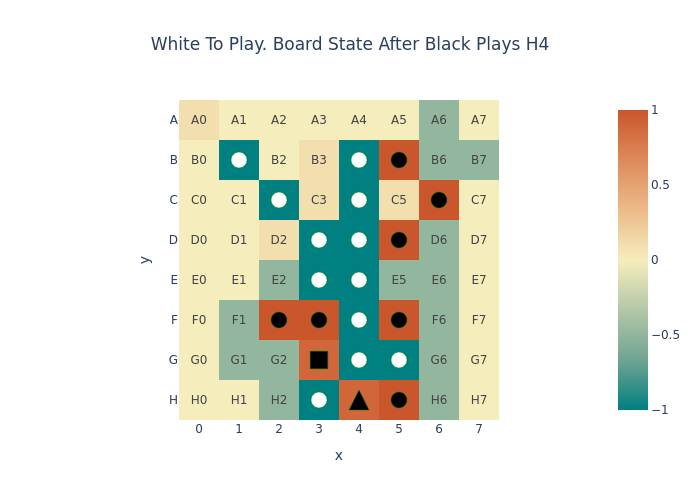 White To Play. Board State After Black Plays H4
A A0 A1 A2 A3 A4 A5 A6 A7
B B0 B2 B3 B6 B7
C C0 C1 C3 C5 C7
D D0 D1 D2 D6 D7
E E0 E1 E2 E5 E6 E7
F F0 F1 F6 F7
G G0 G1 G2 G6 G7
H H0 H1 H2 H6 H7
0 1 2 3 4 5 6 7
x
y
1
0.5
0
−0.5
−1